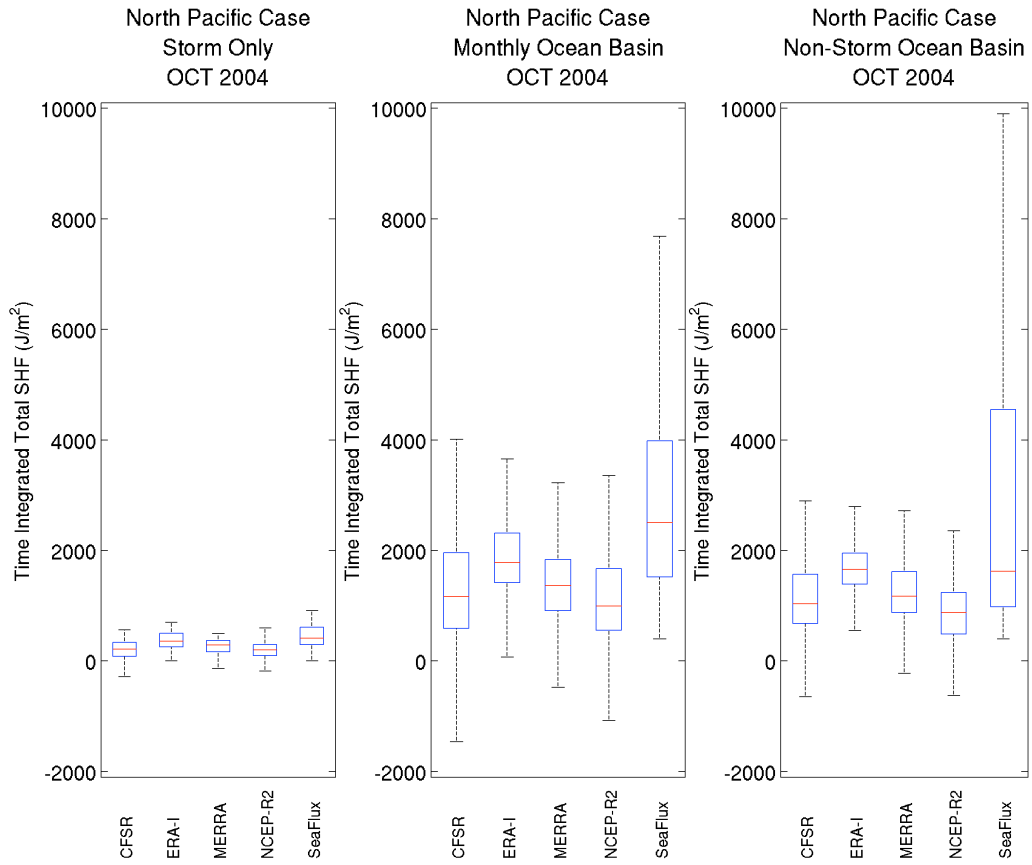 North Pacific Case
Storm Only
OCT 2004
Time Integrated Total SHF (J/m²)
10000
8000
6000
4000
2000
0
-2000
CFSR
ERA-I
MERRA
NCEP-R2
SeaFlux
North Pacific Case
Monthly Ocean Basin
OCT 2004
Time Integrated Total SHF (J/m²)
10000
8000
6000
4000
2000
0
-2000
CFSR
ERA-I
MERRA
NCEP-R2
SeaFlux
North Pacific Case
Non-Storm Ocean Basin
OCT 2004
Time Integrated Total SHF (J/m²)
10000
8000
6000
4000
2000
0
-2000
CFSR
ERA-I
MERRA
NCEP-R2
SeaFlux